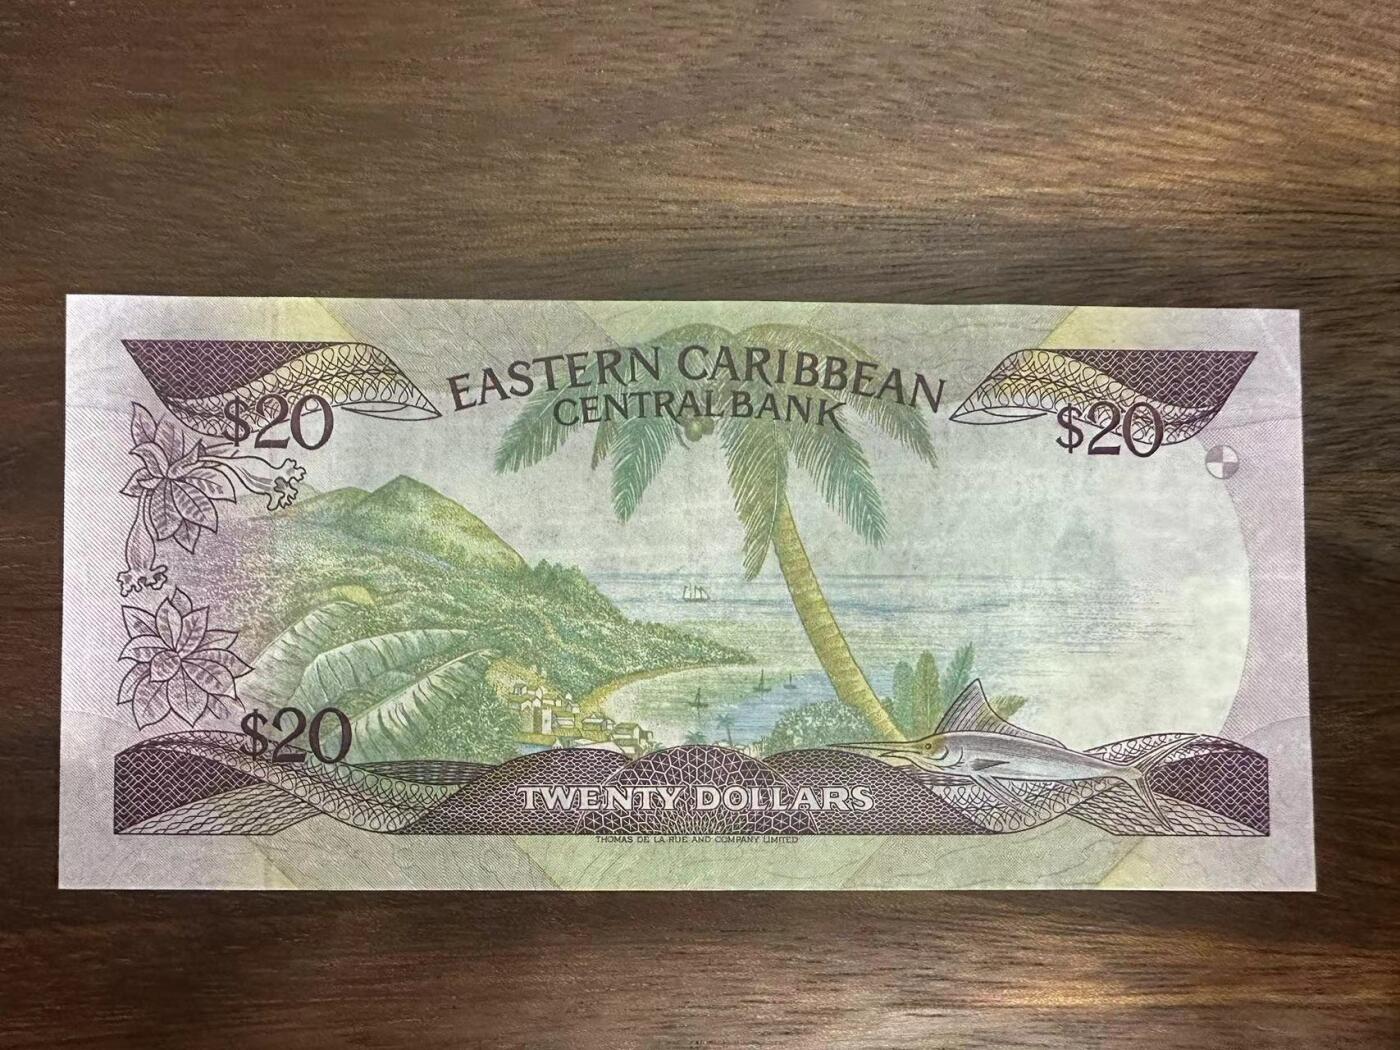 EASTERN CARIBBEAN
CENTRAL BANK
$20
$20
$20
TWENTY DOLLARS
THOMAS DE LA RUE AND COMPANY LIMITED